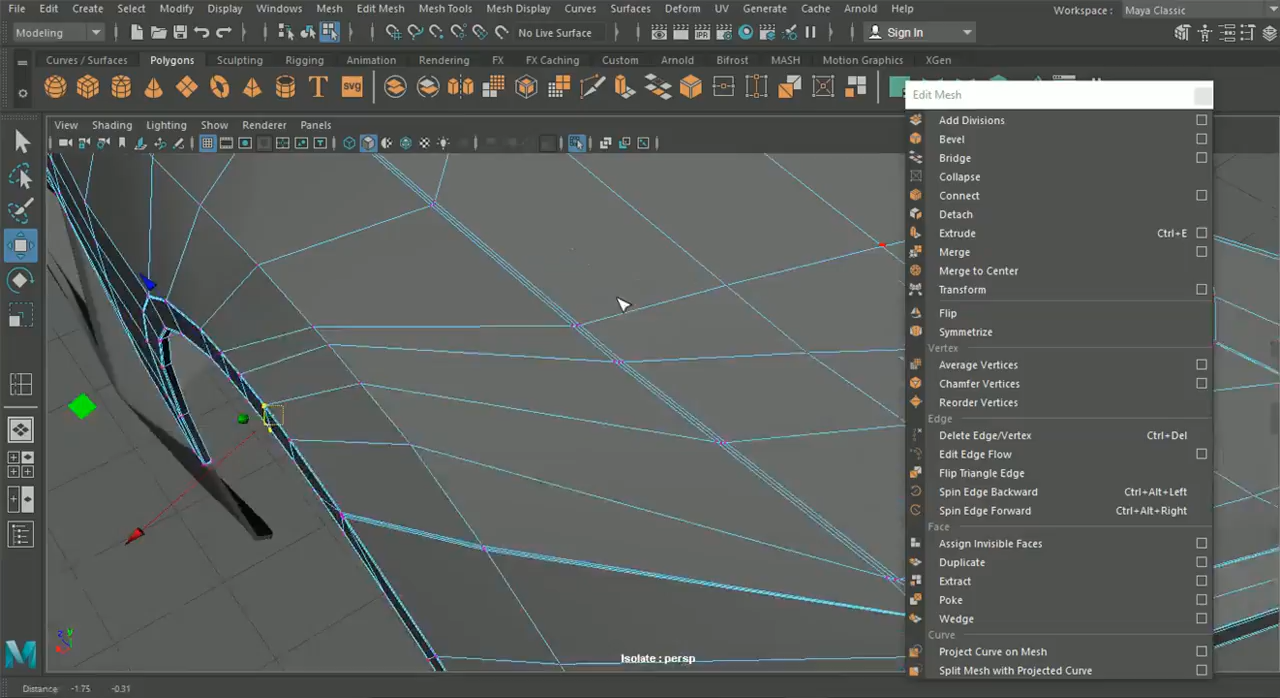 File Edit Create Select Modify Display Windows Mesh Edit Mesh Mesh Tools Mesh Display Curves Surfaces Deform UV Generate Cache Arnold Help Workspace : Maya Classic
Modeling No Live Surface Sign In
Curves / Surfaces Polygons Sculpting Rigging Animation Rendering FX FX Caching Custom Arnold Bifrost MASH Motion Graphics XGen
T SVG
Edit Mesh
View Shading Lighting Show Renderer Panels
Add Divisions
Bevel
Bridge
Collapse
Connect
Detach
Extrude Ctrl+E
Merge
Merge to Center
Transform
Flip
Symmetrize
Vertex
Average Vertices
Chamfer Vertices
Reorder Vertices
Edge
Delete Edge/Vertex Ctrl+Del
Edit Edge Flow
Flip Triangle Edge
Spin Edge Backward Ctrl+Alt+Left
Spin Edge Forward Ctrl+Alt+Right
Face
Assign Invisible Faces
Duplicate
Extract
Poke
Wedge
Curve
Project Curve on Mesh
Split Mesh with Projected Curve
Isolate : persp
Distance: -1.75 -0.31